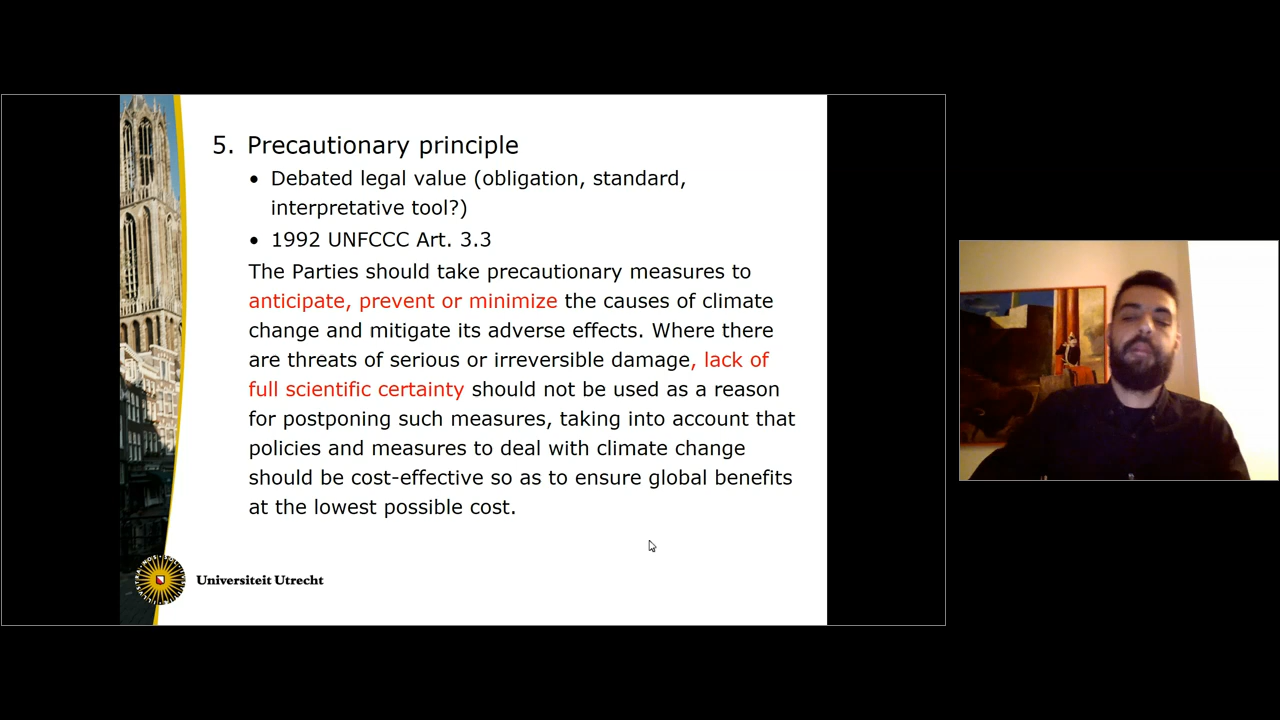 5. Precautionary principle
• Debated legal value (obligation, standard,
interpretative tool?)
• 1992 UNFCCC Art. 3.3
The Parties should take precautionary measures to
anticipate, prevent or minimize the causes of climate
change and mitigate its adverse effects. Where there
are threats of serious or irreversible damage, lack of
full scientific certainty should not be used as a reason
for postponing such measures, taking into account that
policies and measures to deal with climate change
should be cost-effective so as to ensure global benefits
at the lowest possible cost.
Universiteit Utrecht